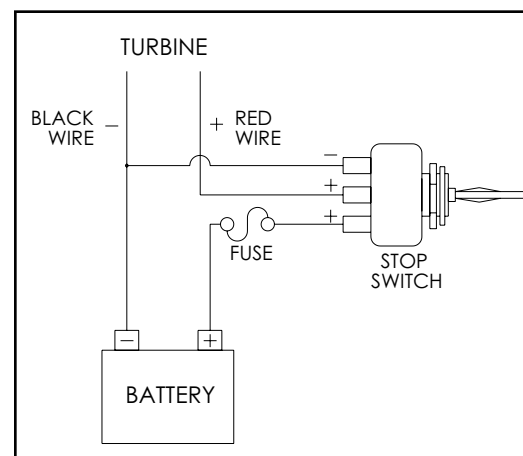 TURBINE
BLACK
WIRE
−
+
RED
WIRE
−
+
+
FUSE
STOP
SWITCH
−
+
BATTERY